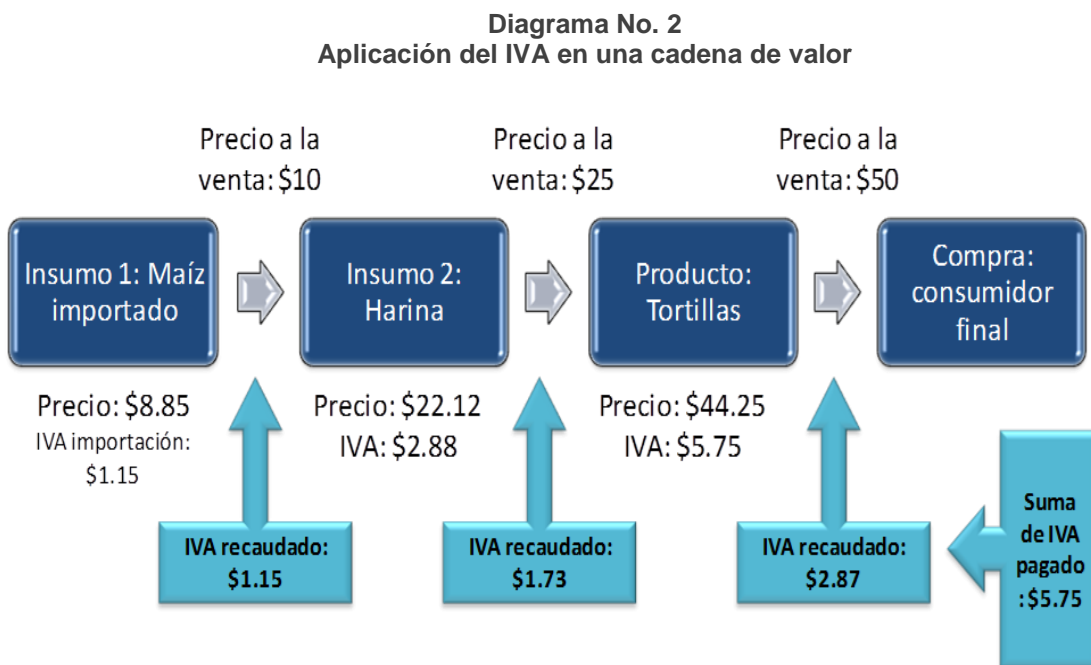 Diagrama No. 2
Aplicación del IVA en una cadena de valor
Precio a la
venta: $10
Precio a la
venta: $25
Precio a la
venta: $50
Insumo 1: Maíz
importado
Insumo 2:
Harina
Producto:
Tortillas
Compra:
consumidor
final
Precio: $8.85
IVA importación:
$1.15
Precio: $22.12
IVA: $2.88
Precio: $44.25
IVA: $5.75
IVA recaudado:
$1.15
IVA recaudado:
$1.73
IVA recaudado:
$2.87
Suma
de IVA
pagado
: $5.75